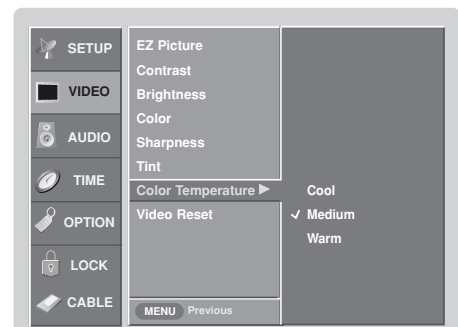 SETUP
VIDEO
AUDIO
TIME
OPTION
LOCK
CABLE
EZ Picture
Contrast
Brightness
Color
Sharpness
Tint
Color Temperature ▶
Video Reset
MENU Previous
Cool
✓ Medium
Warm